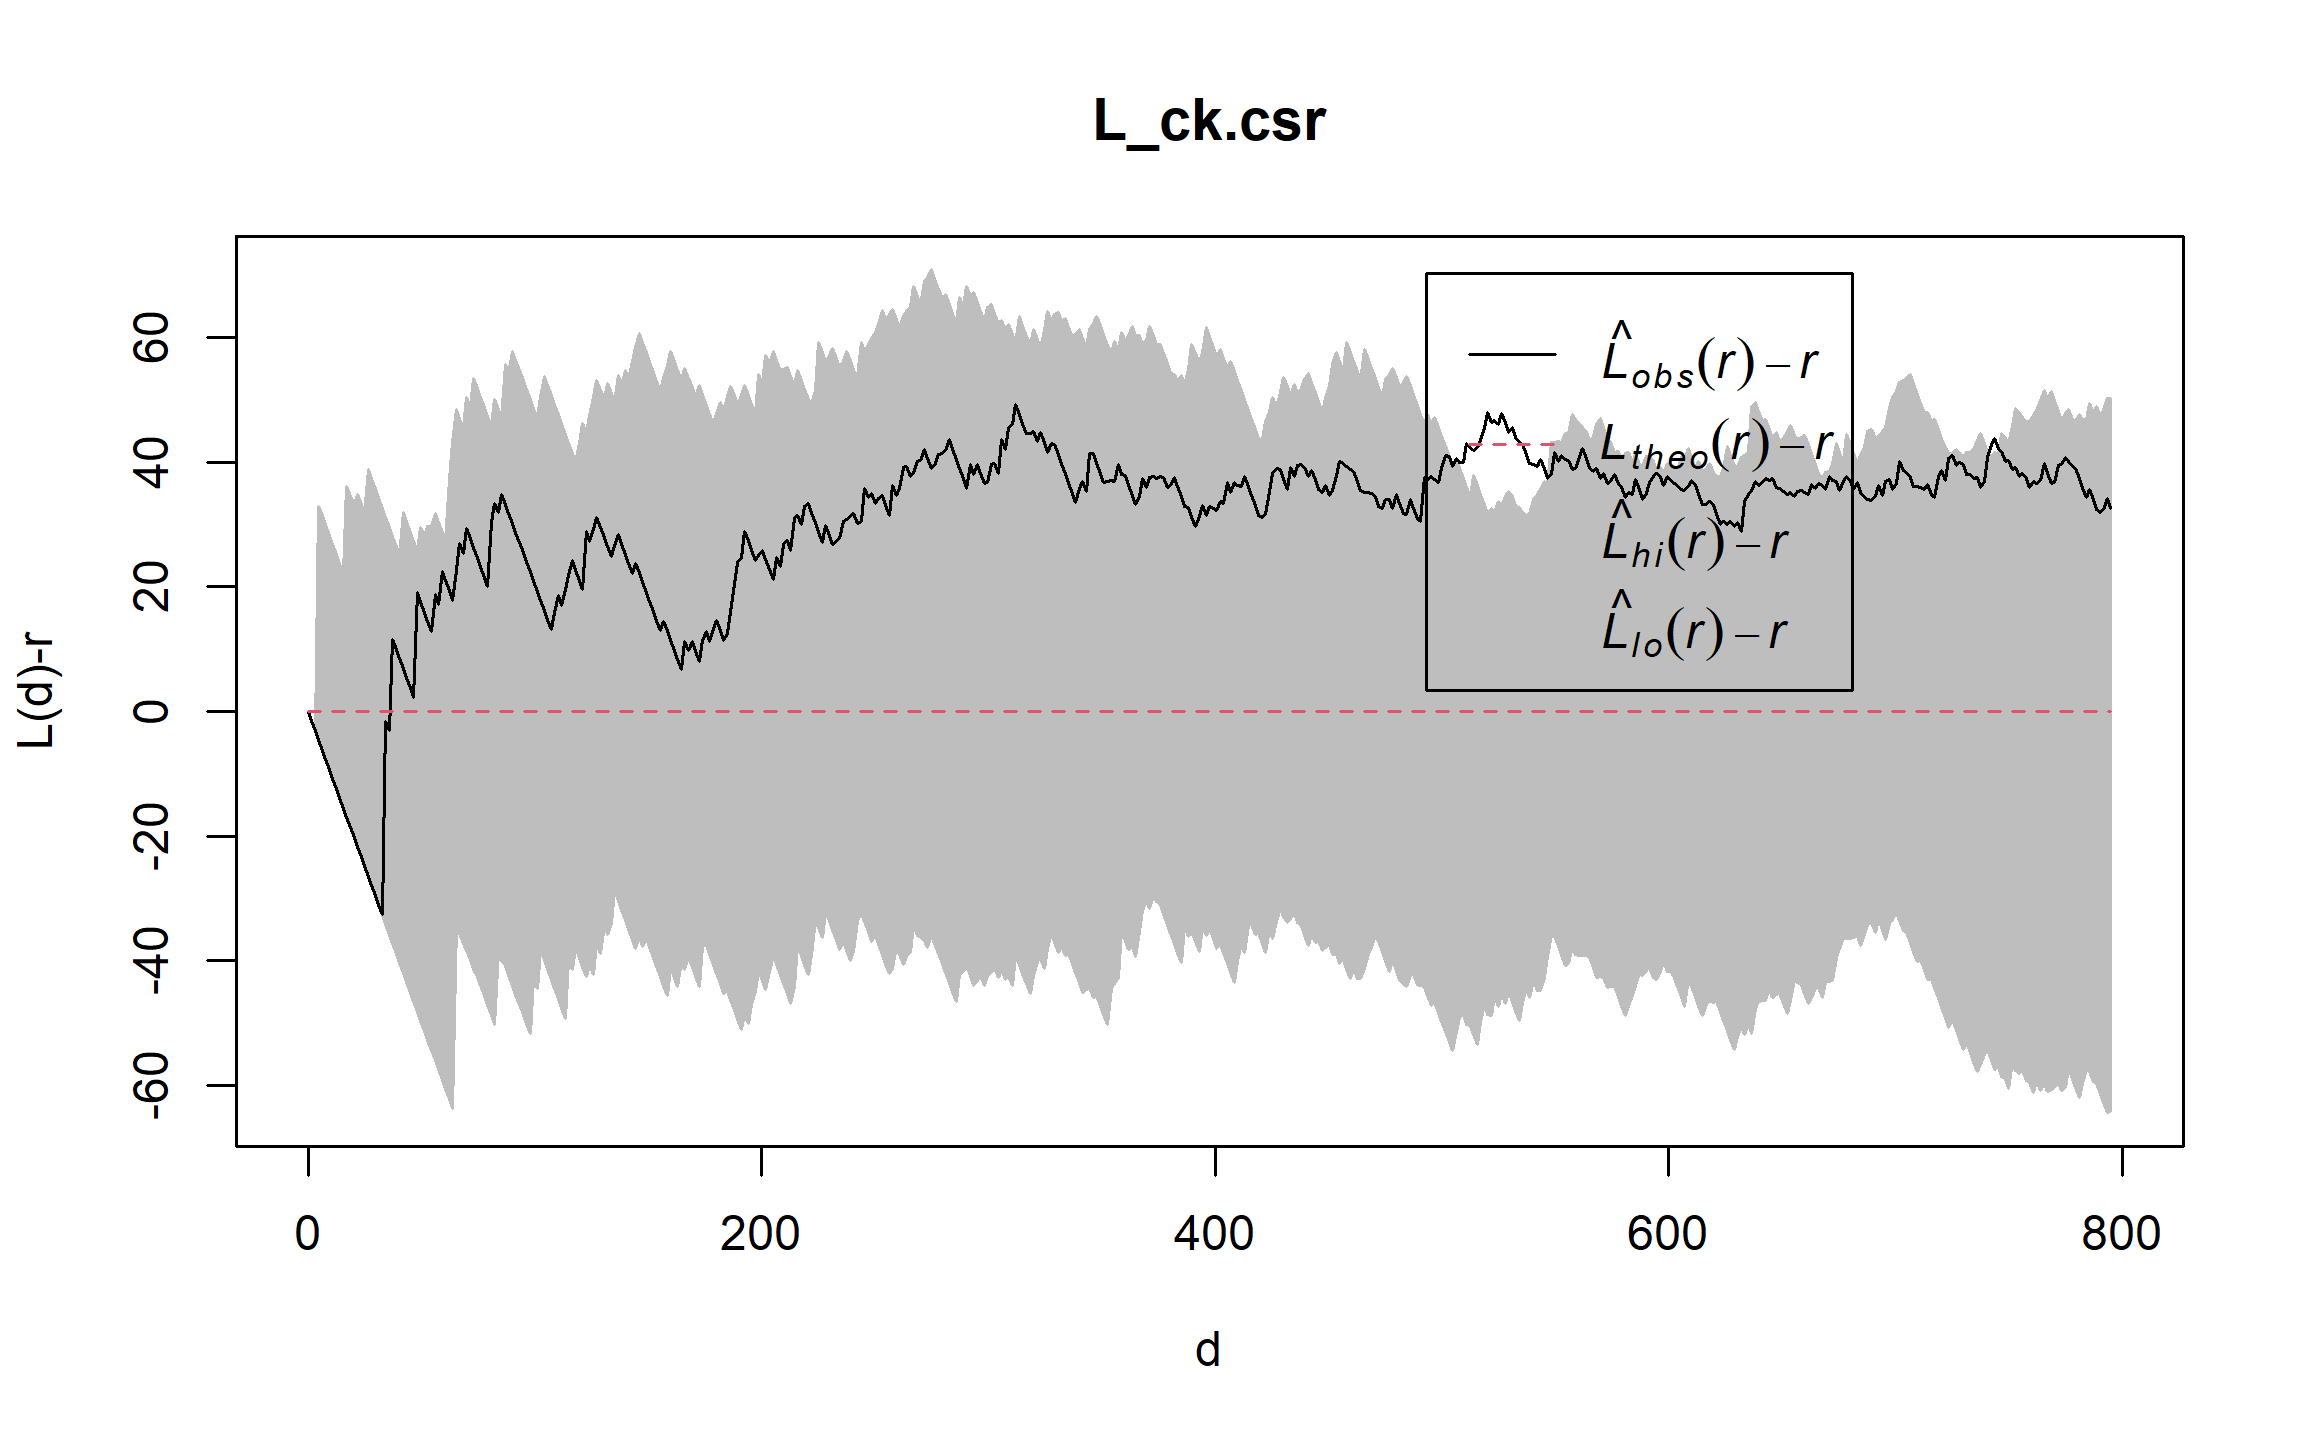 L_ck.csr
L(d)-r
60
40
20
0
-20
-40
-60
L̂obs(r) − r
Ltheo(r) − r
L̂hi(r) − r
L̂lo(r) − r
0 200 400 600 800
d